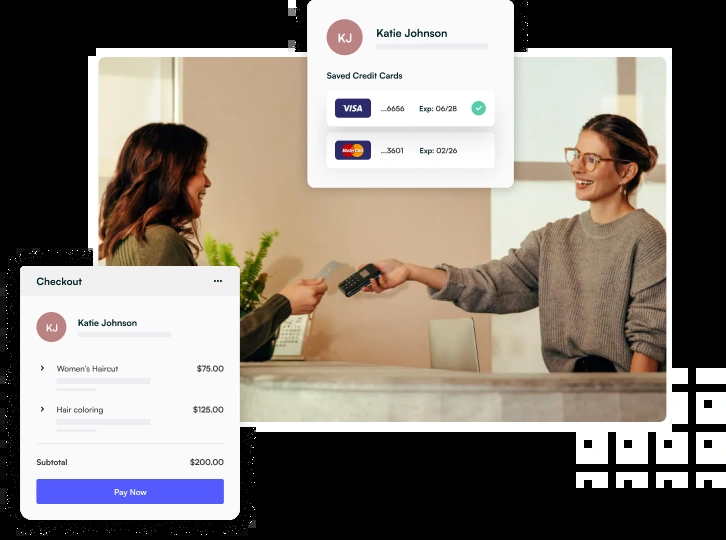 KJ
Katie Johnson
Saved Credit Cards
VISA ...6656 Exp: 06/28
MasterCard ...3601 Exp: 02/26
Checkout ...
KJ
Katie Johnson
Women's Haircut $75.00
Hair coloring $125.00
Subtotal $200.00
Pay Now